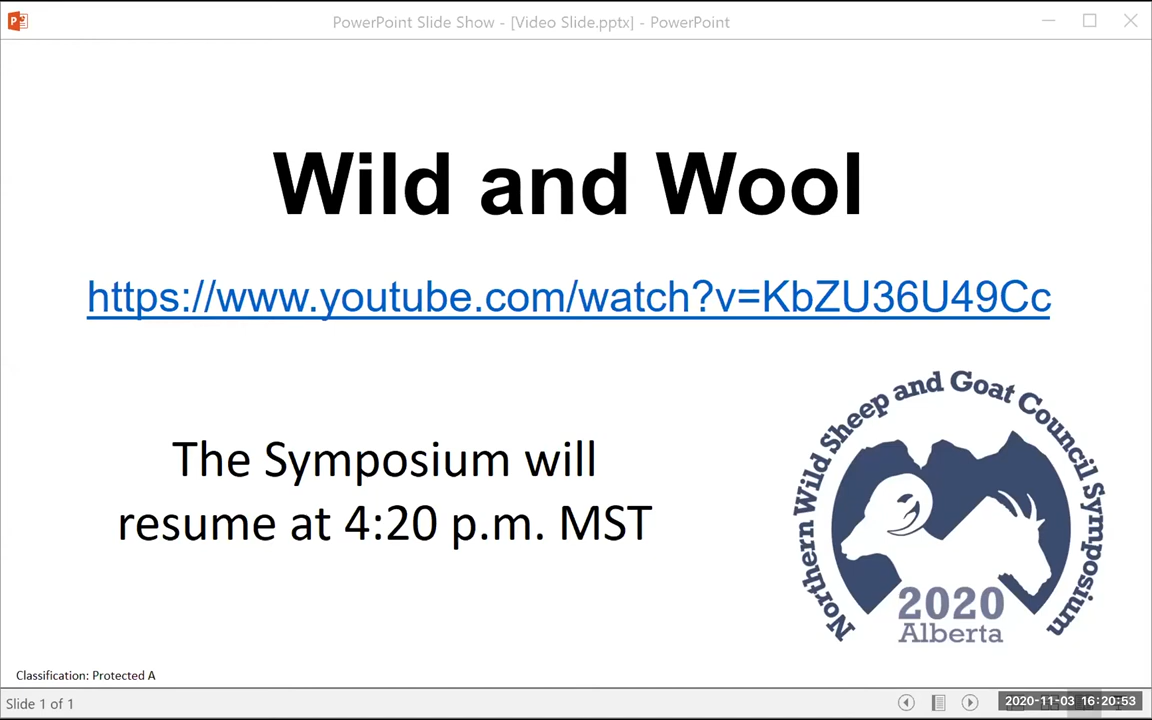 PowerPoint Slide Show - [Video Slide.pptx] - PowerPoint
Wild and Wool
https://www.youtube.com/watch?v=KbZU36U49Cc
The Symposium will
resume at 4:20 p.m. MST
Northern Wild Sheep and Goat Council Symposium
2020
Alberta
Classification: Protected A
Slide 1 of 1
2020-11-03 16:20:53